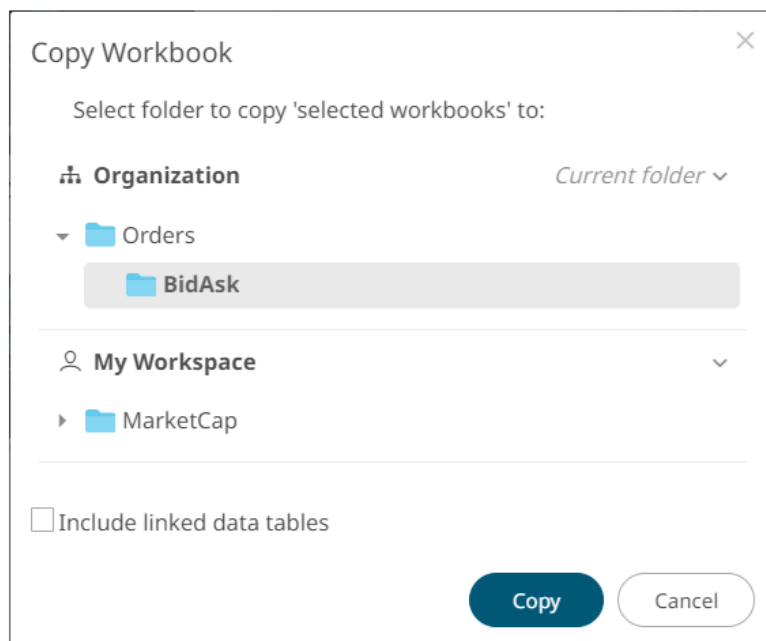 Copy Workbook
Select folder to copy 'selected workbooks' to:
Organization Current folder
Orders
BidAsk
My Workspace
MarketCap
Include linked data tables
Copy Cancel